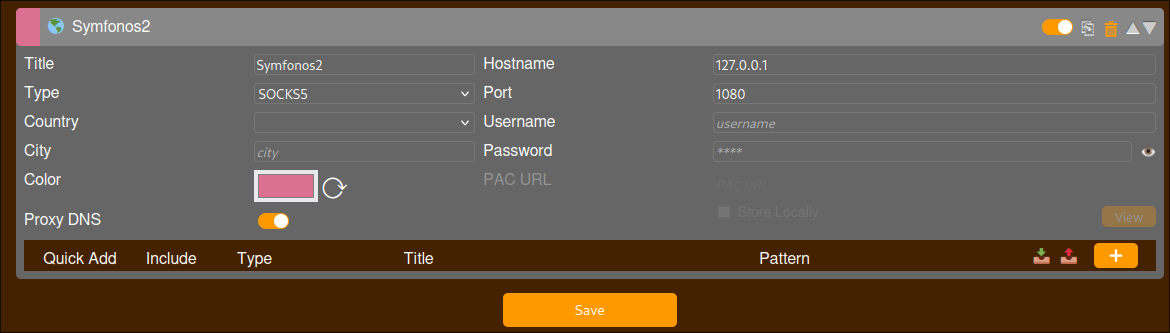 Symfonos2
Title Symfonos2 Hostname 127.0.0.1
Type SOCKS5 Port 1080
Country Username username
City city Password ****
Color PAC URL PAC URL
Store Locally View
Proxy DNS
Quick Add Include Type Title Pattern +
Save